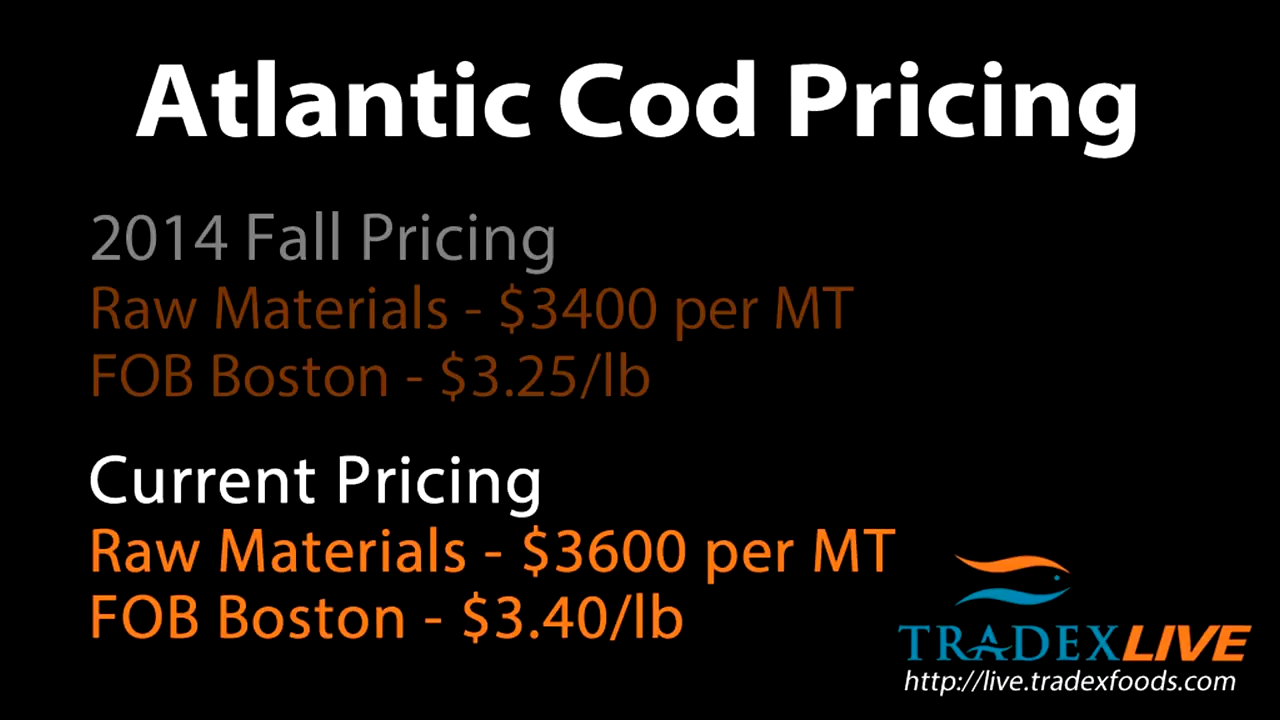 Atlantic Cod Pricing
2014 Fall Pricing
Raw Materials - $3400 per MT
FOB Boston - $3.25/lb
Current Pricing
Raw Materials - $3600 per MT
FOB Boston - $3.40/lb
TRADEXLIVE
http://live.tradexfoods.com